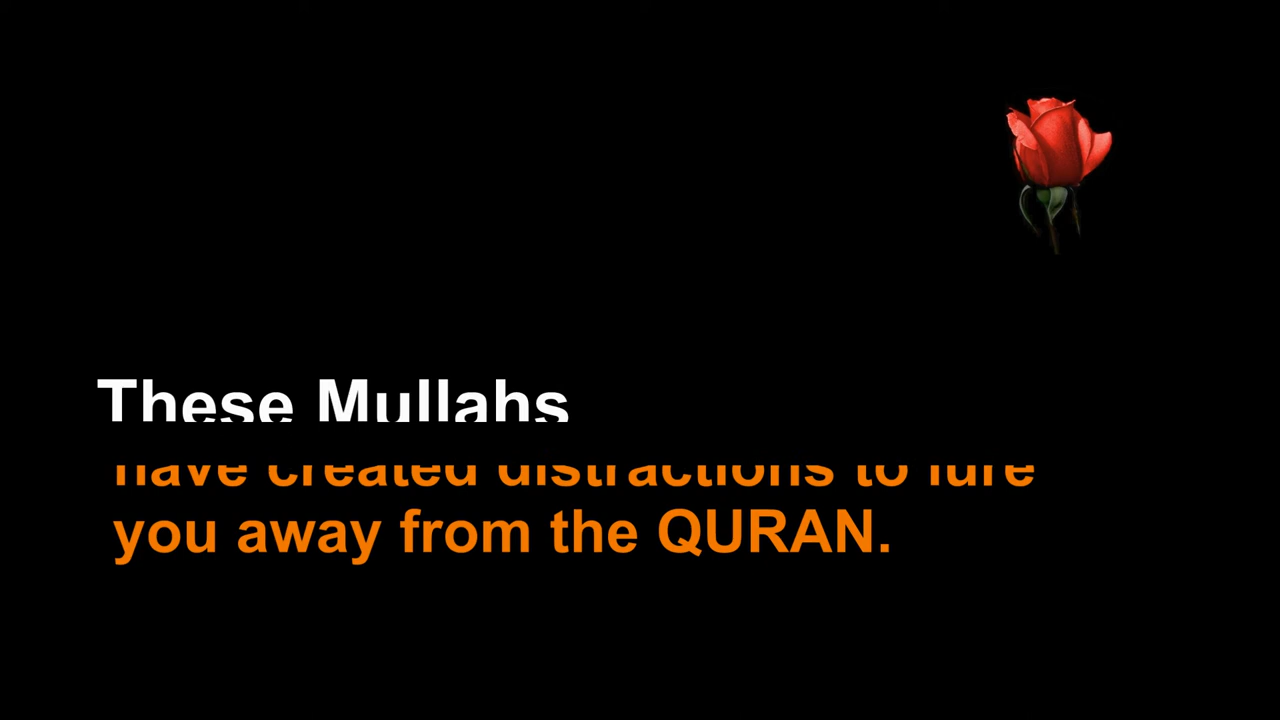 These Mullahs
have created distractions to lure
you away from the QURAN.